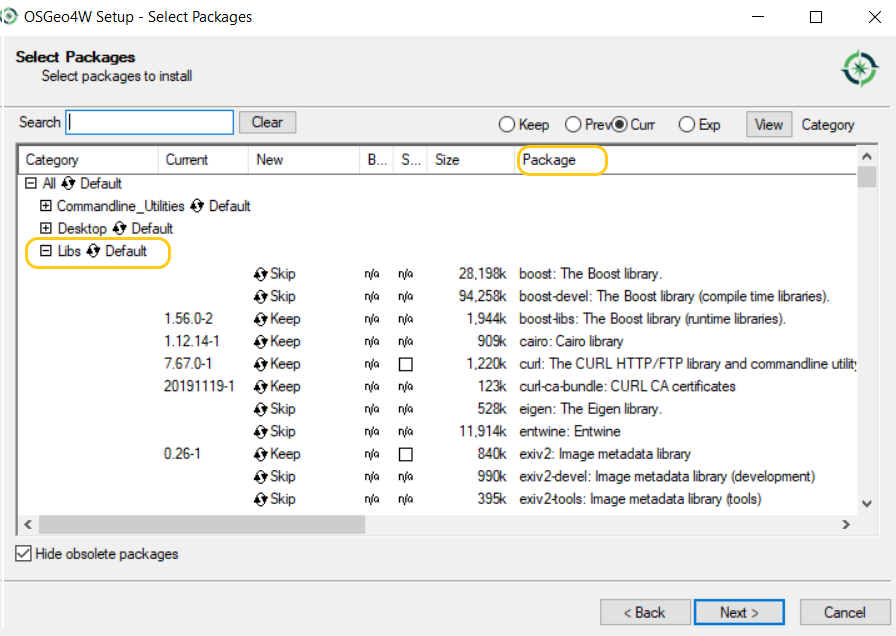 OSGeo4W Setup - Select Packages
Select Packages
Select packages to install
Search Clear Keep Prev Curr Exp View Category
Category Current New B... S... Size Package
All Default
Commandline_Utilities Default
Desktop Default
Libs Default
Skip n/a n/a 28,198k boost: The Boost library.
Skip n/a n/a 94,258k boost-devel: The Boost library (compile time libraries).
1.56.0-2 Keep n/a n/a 1,944k boost-libs: The Boost library (runtime libraries).
1.12.14-1 Keep n/a n/a 909k cairo: Cairo library
7.67.0-1 Keep n/a 1,220k curl: The CURL HTTP/FTP library and commandline utility
20191119-1 Keep n/a n/a 123k curl-ca-bundle: CURL CA certificates
Skip n/a n/a 528k eigen: The Eigen library.
Skip n/a n/a 11,914k entwine: Entwine
0.26-1 Keep n/a 840k exiv2: Image metadata library
Skip n/a n/a 990k exiv2-devel: Image metadata library (development)
Skip n/a n/a 395k exiv2-tools: Image metadata library (tools)
Hide obsolete packages
< Back Next > Cancel